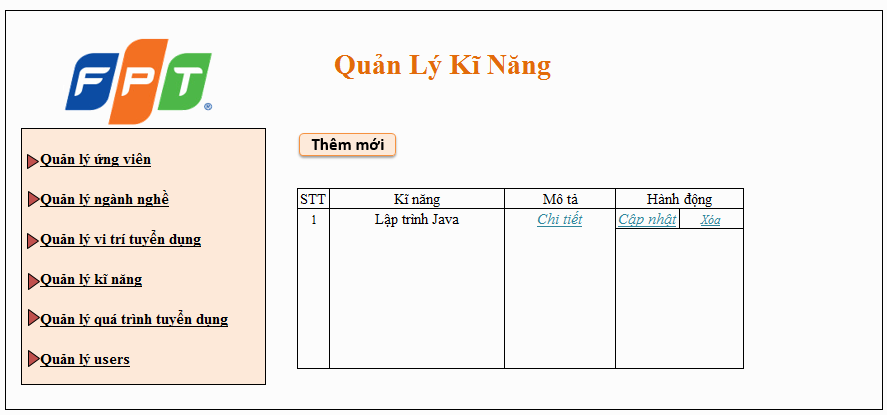 FPT®
Quản Lý Kĩ Năng
Thêm mới
Quản lý ứng viên
Quản lý ngành nghề
Quản lý vi trí tuyển dụng
Quản lý kĩ năng
Quản lý quá trình tuyển dụng
Quản lý users
STT Kĩ năng Mô tả Hành động
1 Lập trình Java Chi tiết Cập nhật Xóa